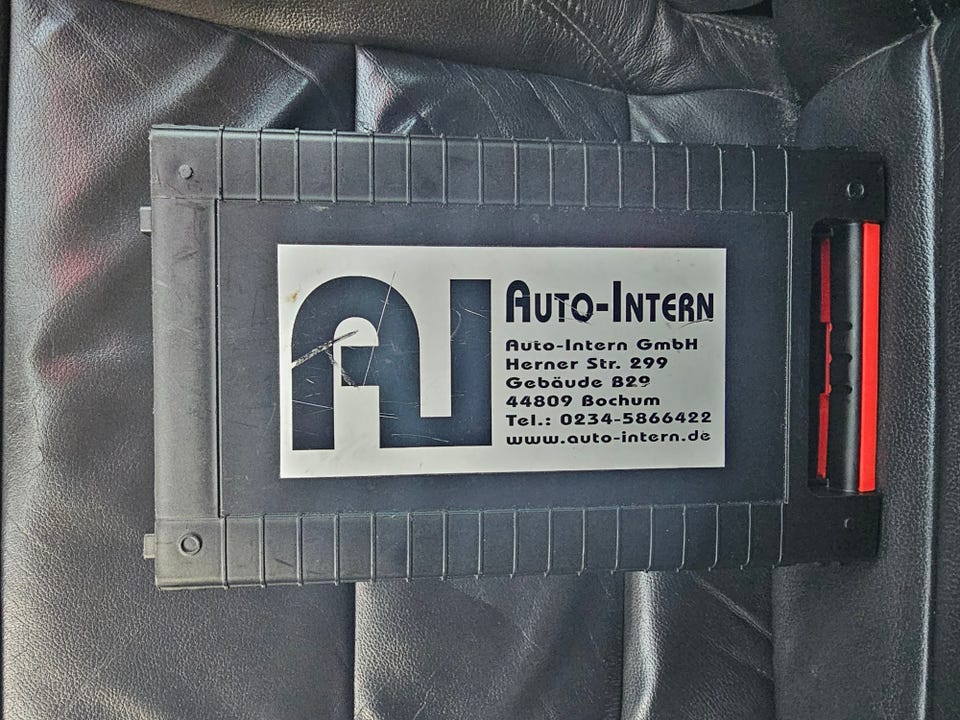 AI
AUTO-INTERN
Auto-Intern GmbH
Herner Str. 299
Gebäude B29
44809 Bochum
Tel.: 0234-5866422
www.auto-intern.de